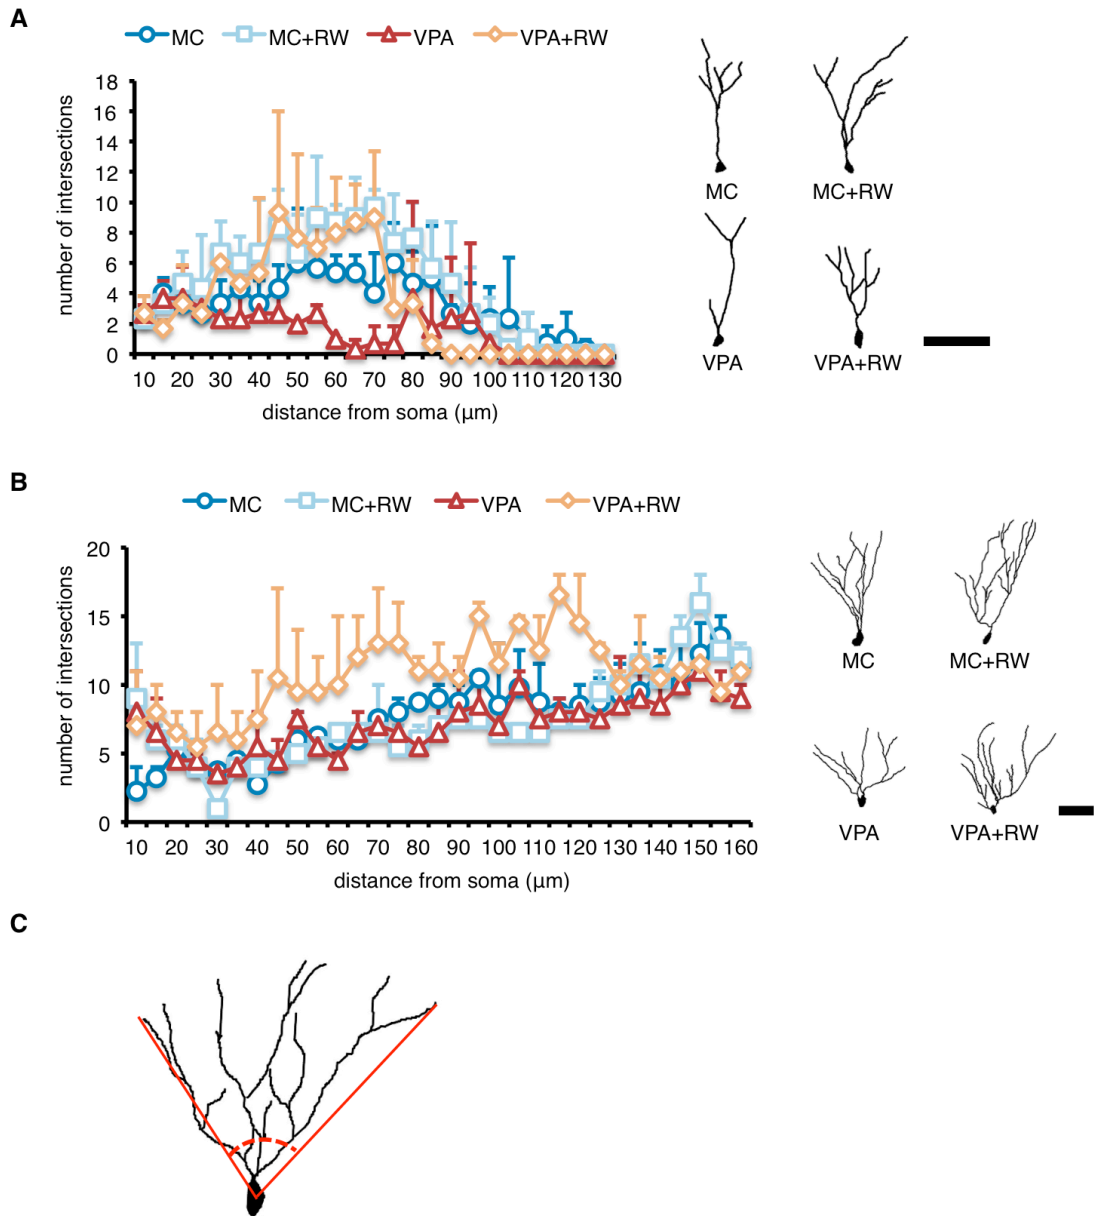 A
MC MC+RW VPA VPA+RW
number of intersections
18
16
14
12
10
8
6
4
2
0
10 20 30 40 50 60 70 80 90 100 110 120 130
distance from soma (µm)
MC MC+RW
VPA VPA+RW
B
MC MC+RW VPA VPA+RW
number of intersections
20
15
10
5
0
10 20 30 40 50 60 70 80 90 100 110 120 130 140 150 160
distance from soma (µm)
MC MC+RW
VPA VPA+RW
C